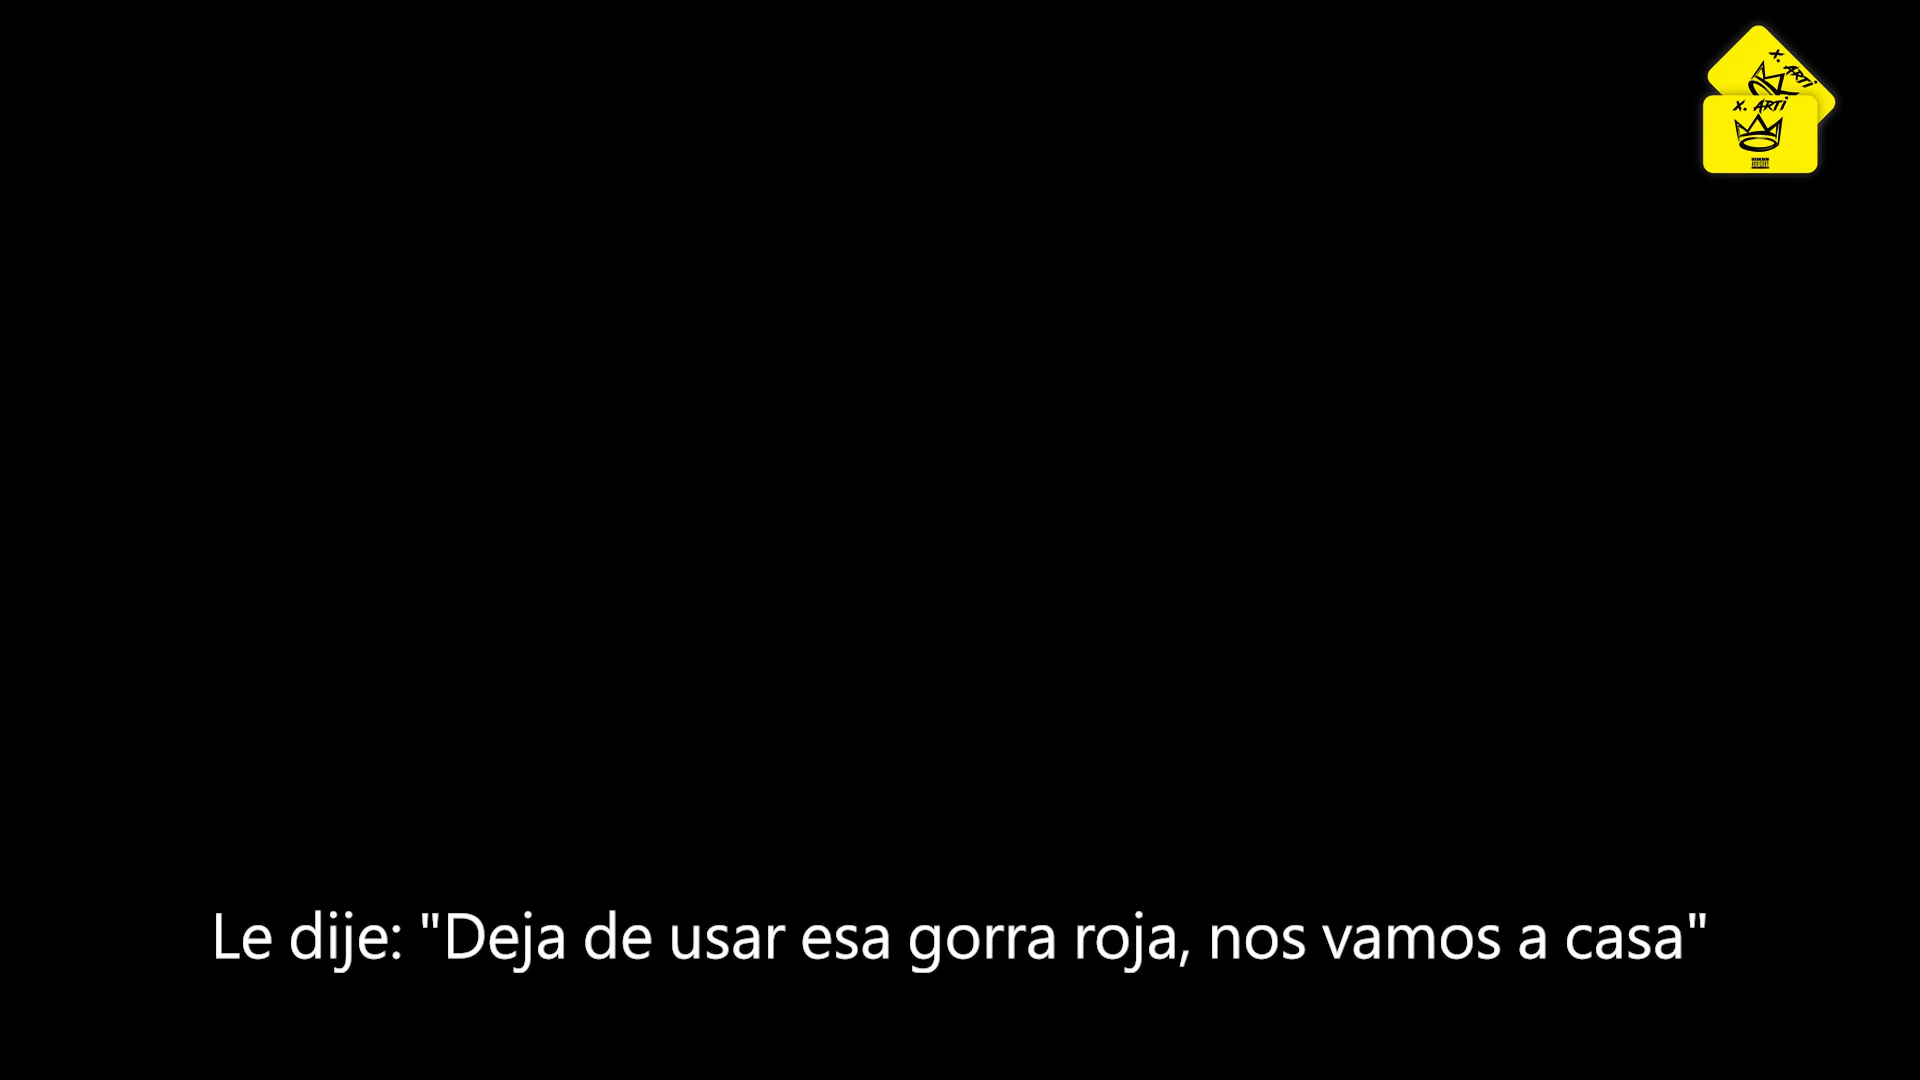 X. ARTi
X. ARTi
Le dije: "Deja de usar esa gorra roja, nos vamos a casa"